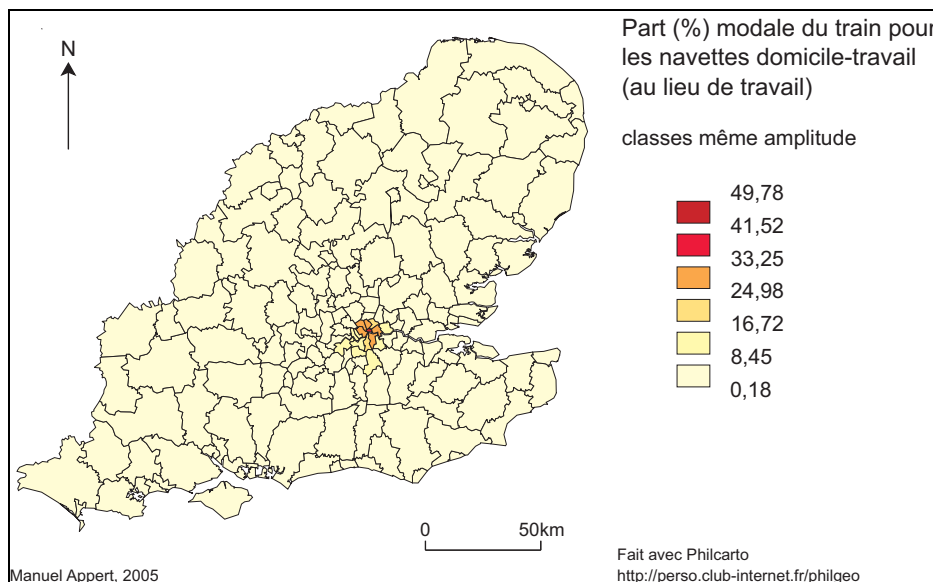 Part (%) modale du train pour
les navettes domicile-travail
(au lieu de travail)
N
classes même amplitude
49,78
41,52
33,25
24,98
16,72
8,45
0,18
0 50km
Manuel Appert, 2005
Fait avec Philcarto
http://perso.club-internet.fr/philgeo